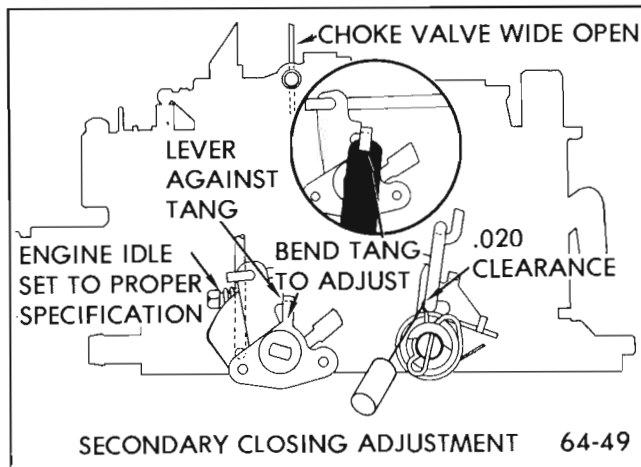 CHOKE VALVE WIDE OPEN
LEVER
AGAINST
TANG
ENGINE IDLE
SET TO PROPER
SPECIFICATION
BEND TANG
TO ADJUST
.020
CLEARANCE
SECONDARY CLOSING ADJUSTMENT 64-49